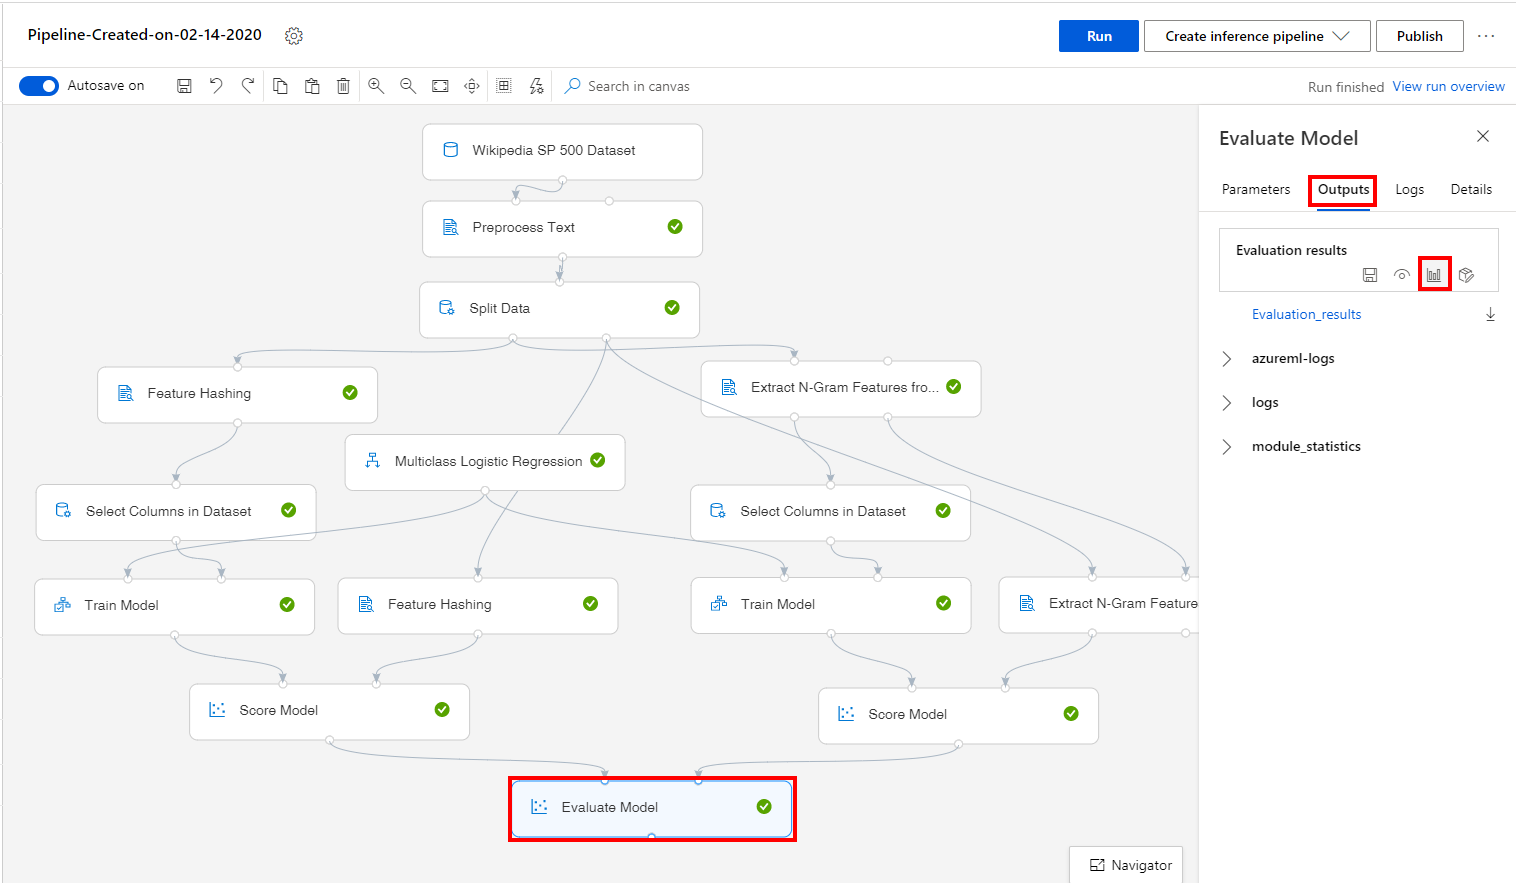 Pipeline-Created-on-02-14-2020
Run
Create inference pipeline
Publish
Autosave on
Search in canvas
Run finished
View run overview
Wikipedia SP 500 Dataset
Preprocess Text
Split Data
Feature Hashing
Extract N-Gram Features fro...
Multiclass Logistic Regression
Select Columns in Dataset
Select Columns in Dataset
Train Model
Feature Hashing
Train Model
Extract N-Gram Feature
Score Model
Score Model
Evaluate Model
Navigator
Evaluate Model
Parameters
Outputs
Logs
Details
Evaluation results
Evaluation_results
azureml-logs
logs
module_statistics